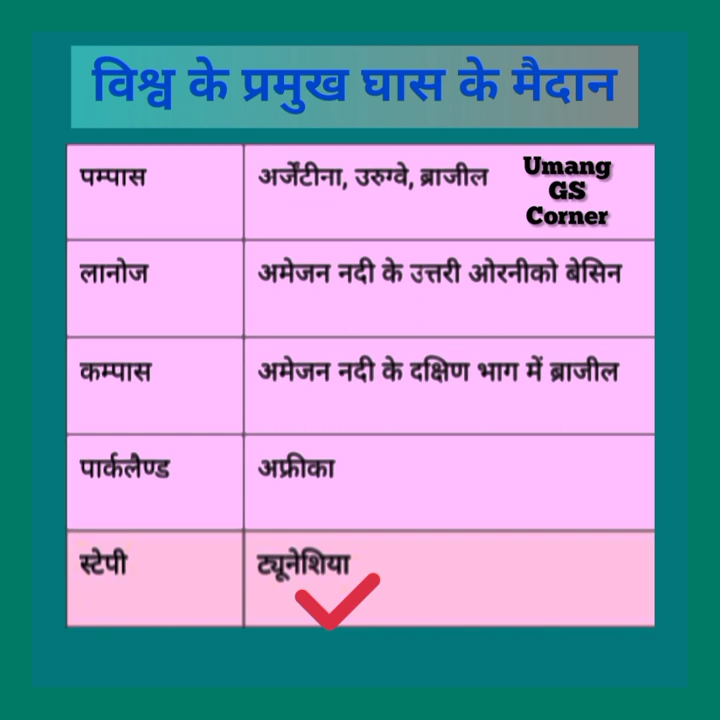 विश्व के प्रमुख घास के मैदान
पम्पास अर्जेंटीना, उरुग्वे, ब्राजील
Umang
GS
Corner
लानोज अमेजन नदी के उत्तरी ओरनीको बेसिन
कम्पास अमेजन नदी के दक्षिण भाग में ब्राजील
पार्कलैण्ड अफ्रीका
स्टेपी ट्यूनेशिया